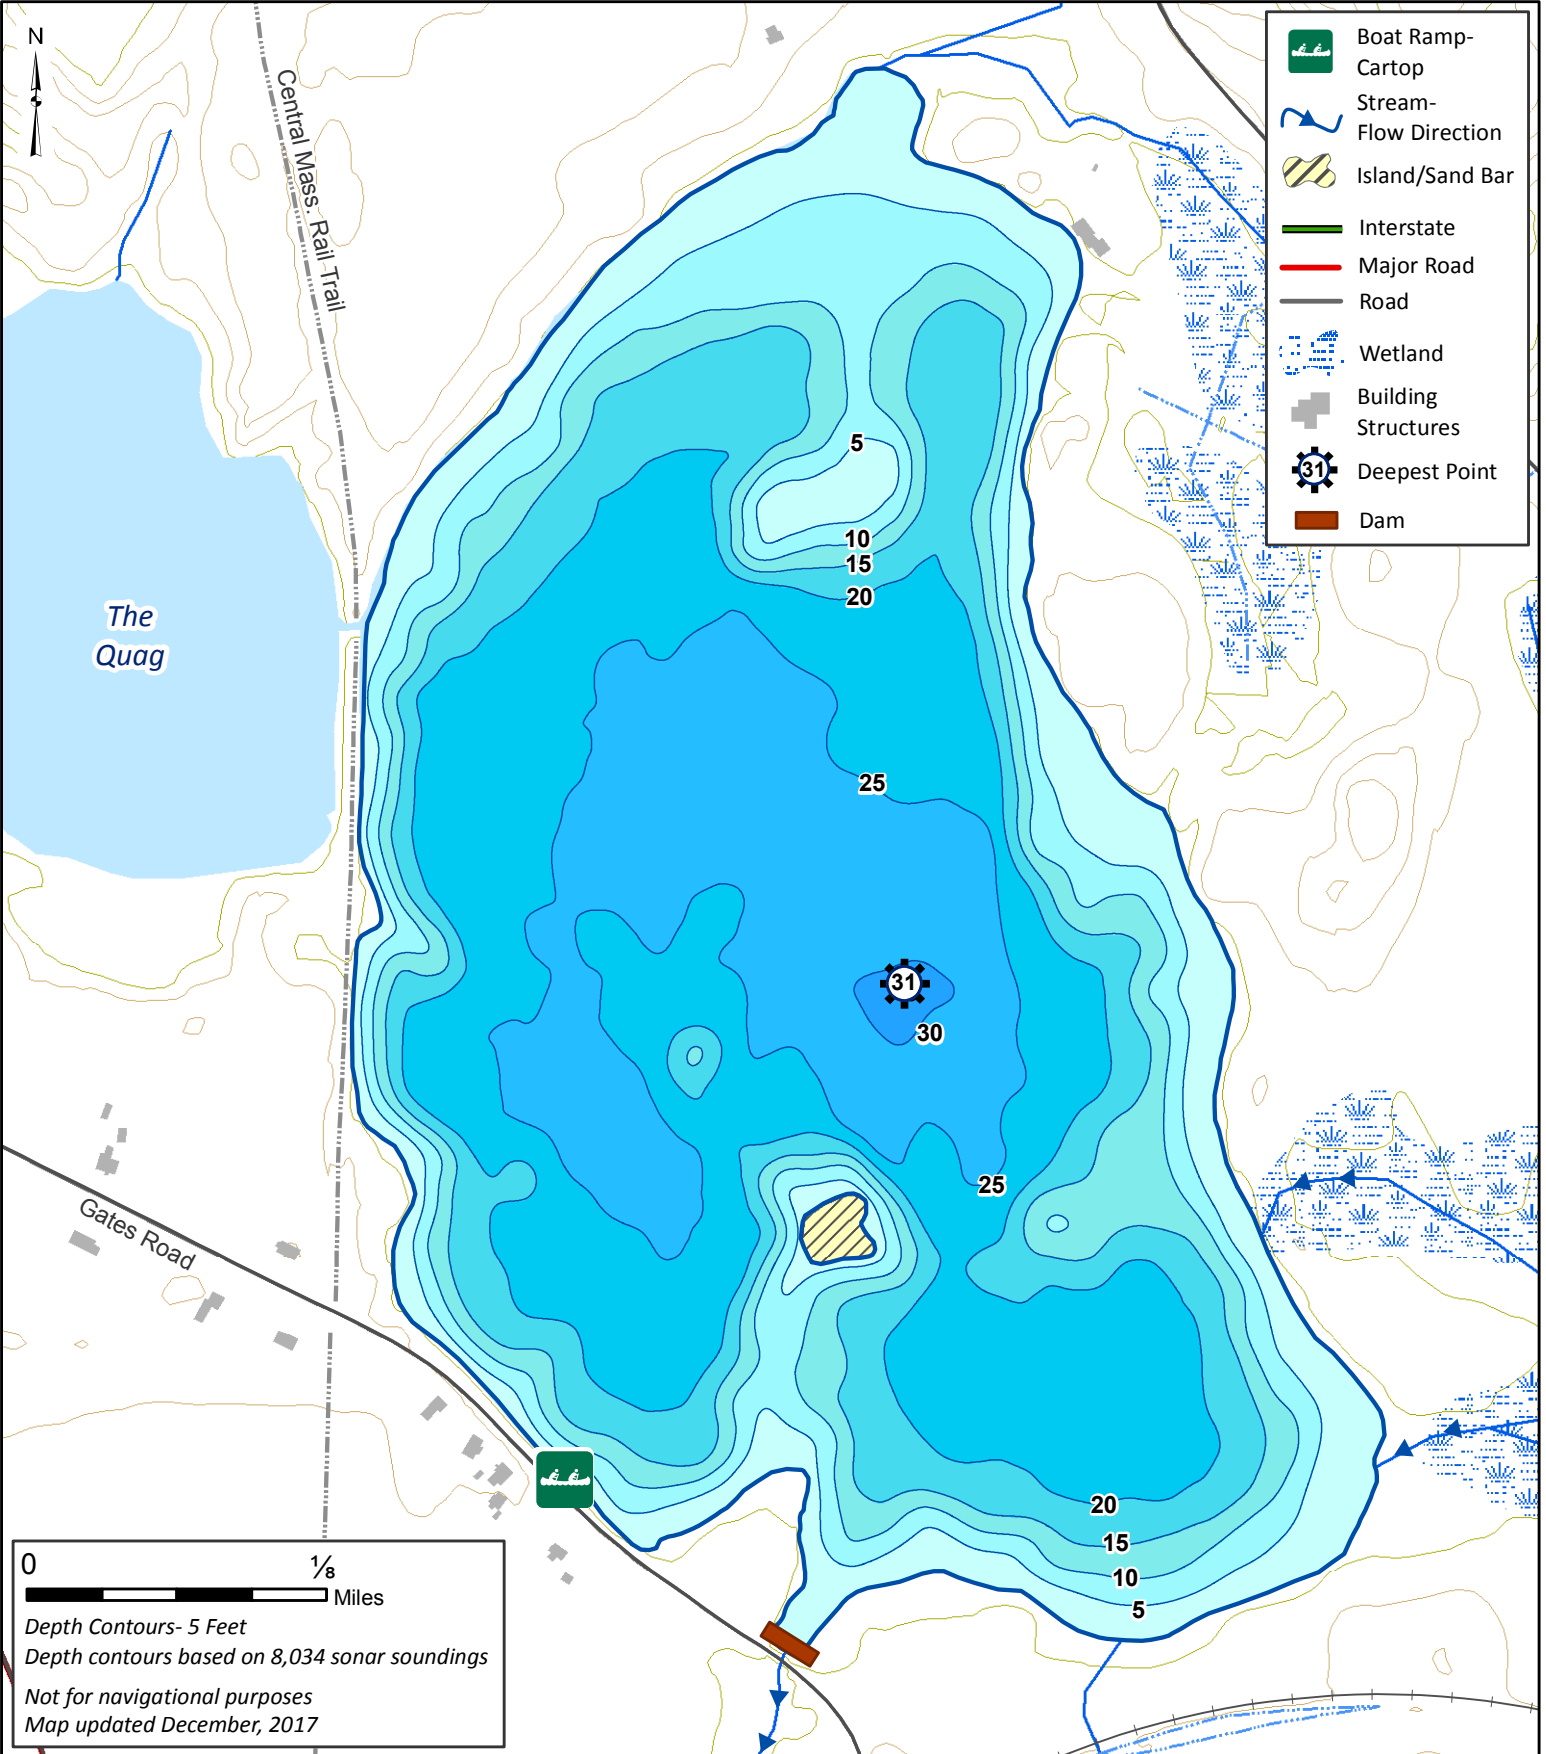 N
Central Mass. Rail Trail
Boat Ramp-
Cartop
Stream-
Flow Direction
Island/Sand Bar
Interstate
Major Road
Road
Wetland
Building
Structures
31
Deepest Point
Dam
5
10
15
20
The
Quag
25
31
30
25
Gates Road
20
15
10
5
0
⅛
Miles
Depth Contours- 5 Feet
Depth contours based on 8,034 sonar soundings
Not for navigational purposes
Map updated December, 2017